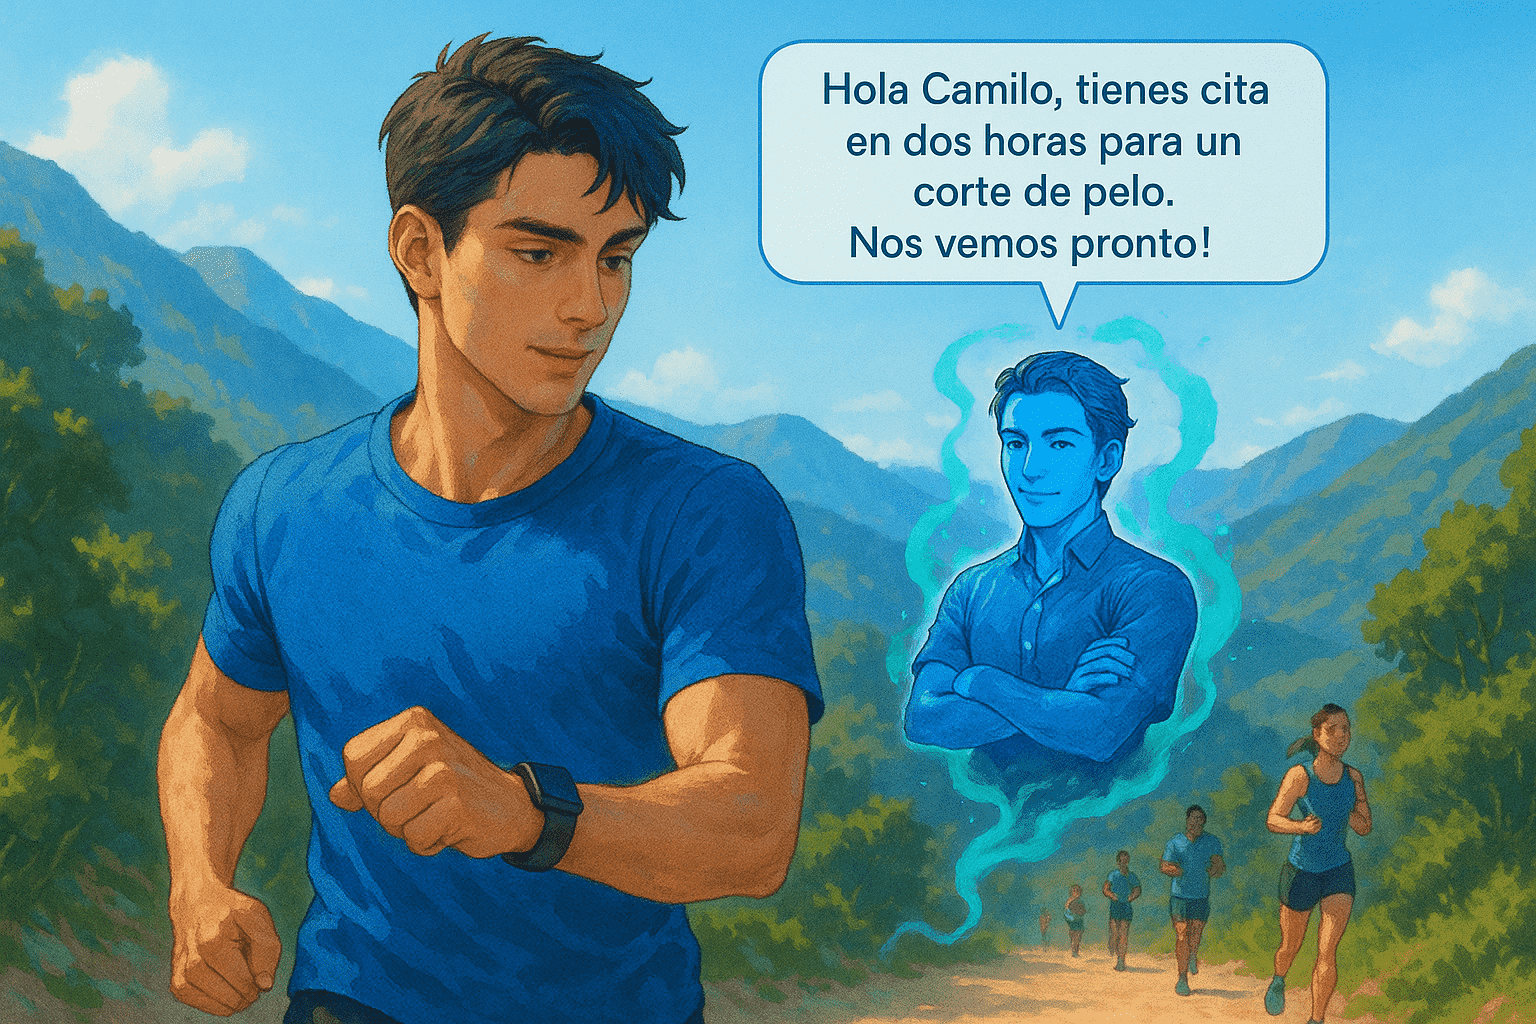 Hola Camilo, tienes cita
en dos horas para un
corte de pelo.
Nos vemos pronto!